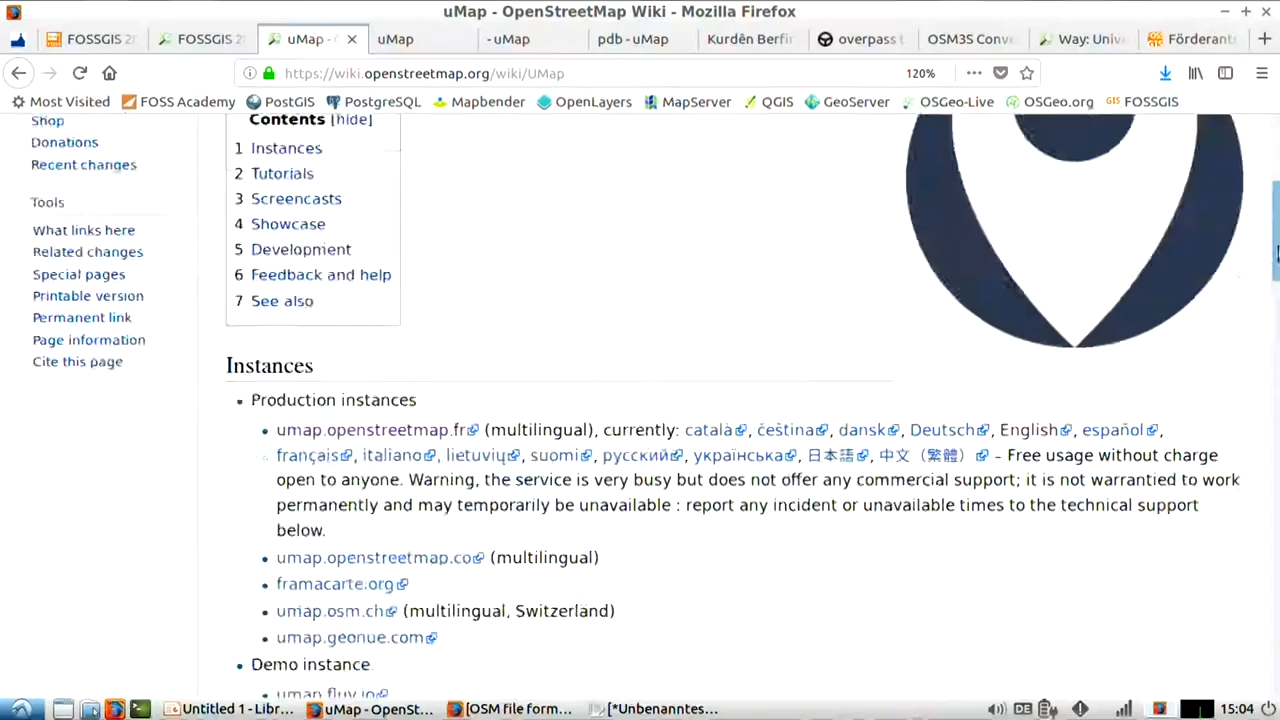 uMap - OpenStreetMap Wiki - Mozilla Firefox
FOSSGIS 2
FOSSGIS 2
uMap -
uMap
- uMap
pdb - uMap
Kurdên Berfir
overpass t
OSM3S Conv
Way: Univ
Förderant
https://wiki.openstreetmap.org/wiki/UMap
120%
Most Visited
FOSS Academy
PostGIS
PostgreSQL
Mapbender
OpenLayers
MapServer
QGIS
GeoServer
OSGeo-Live
OSGeo.org
GIS FOSSGIS
Shop
Donations
Recent changes
Tools
What links here
Related changes
Special pages
Printable version
Permanent link
Page information
Cite this page
Contents [hide]
1 Instances
2 Tutorials
3 Screencasts
4 Showcase
5 Development
6 Feedback and help
7 See also
Instances
Production instances
umap.openstreetmap.fr (multilingual), currently: català, čeština, dansk, Deutsch, English, español,
français, italiano, lietuvių, suomi, русский, українська, 日本語, 中文（繁體） – Free usage without charge
open to anyone. Warning, the service is very busy but does not offer any commercial support; it is not warrantied to work
permanently and may temporarily be unavailable : report any incident or unavailable times to the technical support
below.
umap.openstreetmap.co (multilingual)
framacarte.org
umap.osm.ch (multilingual, Switzerland)
umap.geonue.com
Demo instance
umap.fluv.io
Untitled 1 - Libr...
uMap - OpenSt...
[OSM file form...
[*Unbenanntes...
DE
15:04